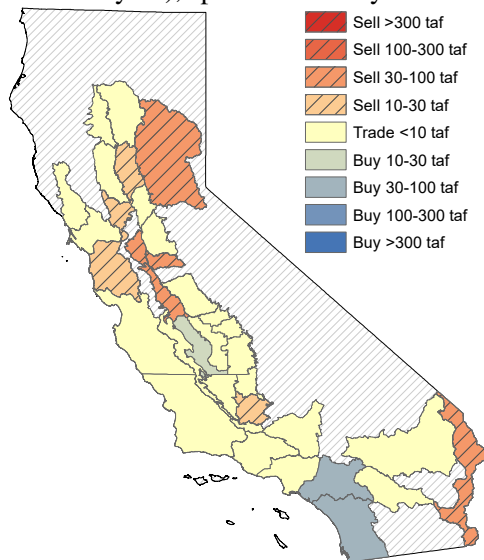 Sell >300 taf
Sell 100-300 taf
Sell 30-100 taf
Sell 10-30 taf
Trade <10 taf
Buy 10-30 taf
Buy 30-100 taf
Buy 100-300 taf
Buy >300 taf